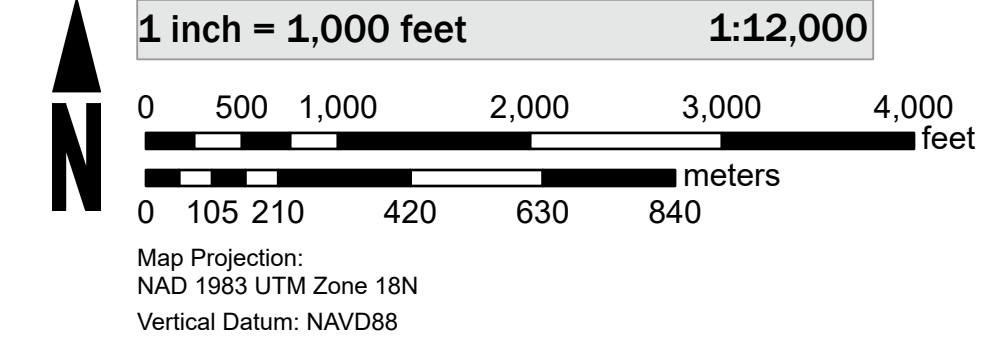 1 inch = 1,000 feet 1:12,000
0 500 1,000 2,000 3,000 4,000
feet
meters
0 105 210 420 630 840
N
Map Projection:
NAD 1983 UTM Zone 18N
Vertical Datum: NAVD88